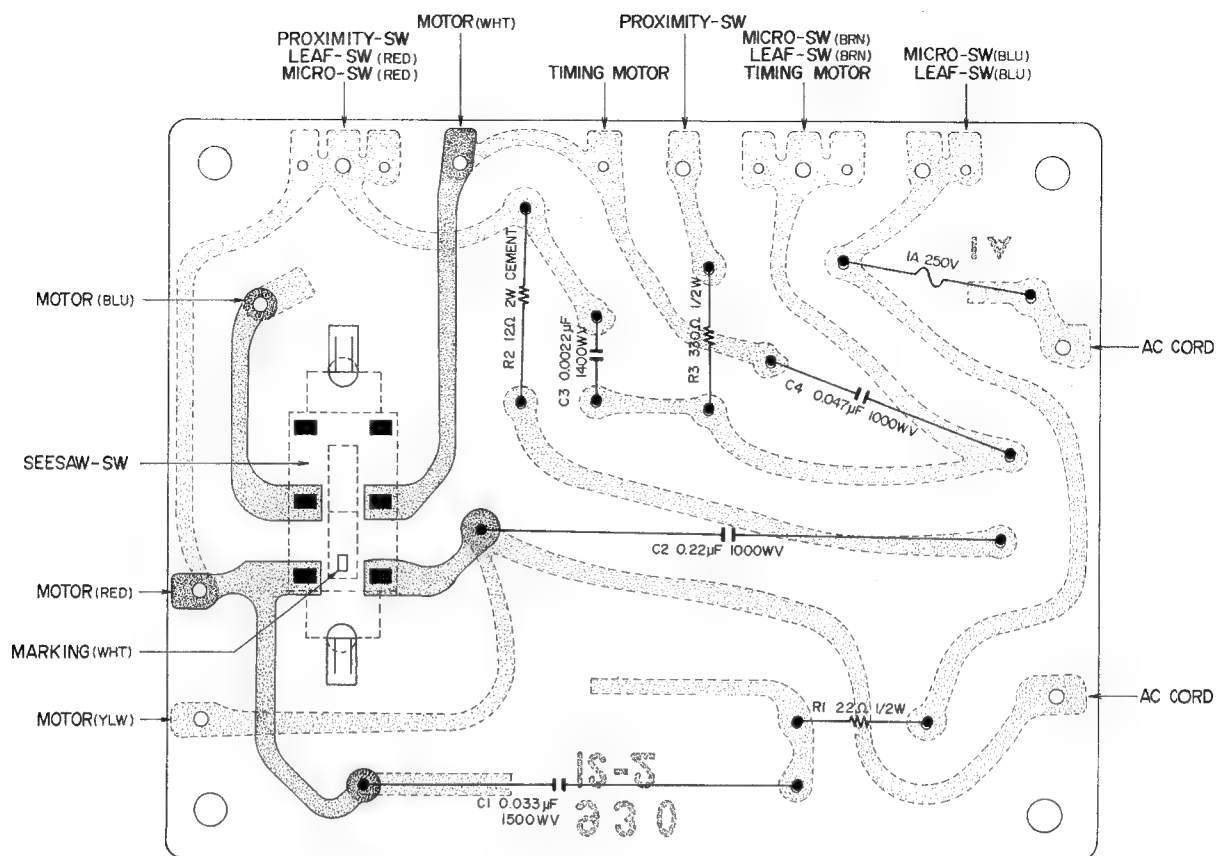 MOTOR(WHT)
PROXIMITY-SW
LEAF-SW(RED)
MICRO-SW(RED)
TIMING MOTOR
PROXIMITY-SW
MICRO-SW(BRN)
LEAF-SW(BRN)
TIMING MOTOR
MICRO-SW(BLU)
LEAF-SW(BLU)
1A 250V
MOTOR(BLU)
R2 12Ω 2W CEMENT
C3 0.0022μF
1400WV
R3 330Ω 1/2W
C4 0.047μF 1000WV
AC CORD
SEESAW-SW
C2 0.22μF 1000WV
MOTOR(RED)
MARKING(WHT)
MOTOR(YLW)
R1 22Ω 1/2W
AC CORD
C1 0.033μF
1500WV